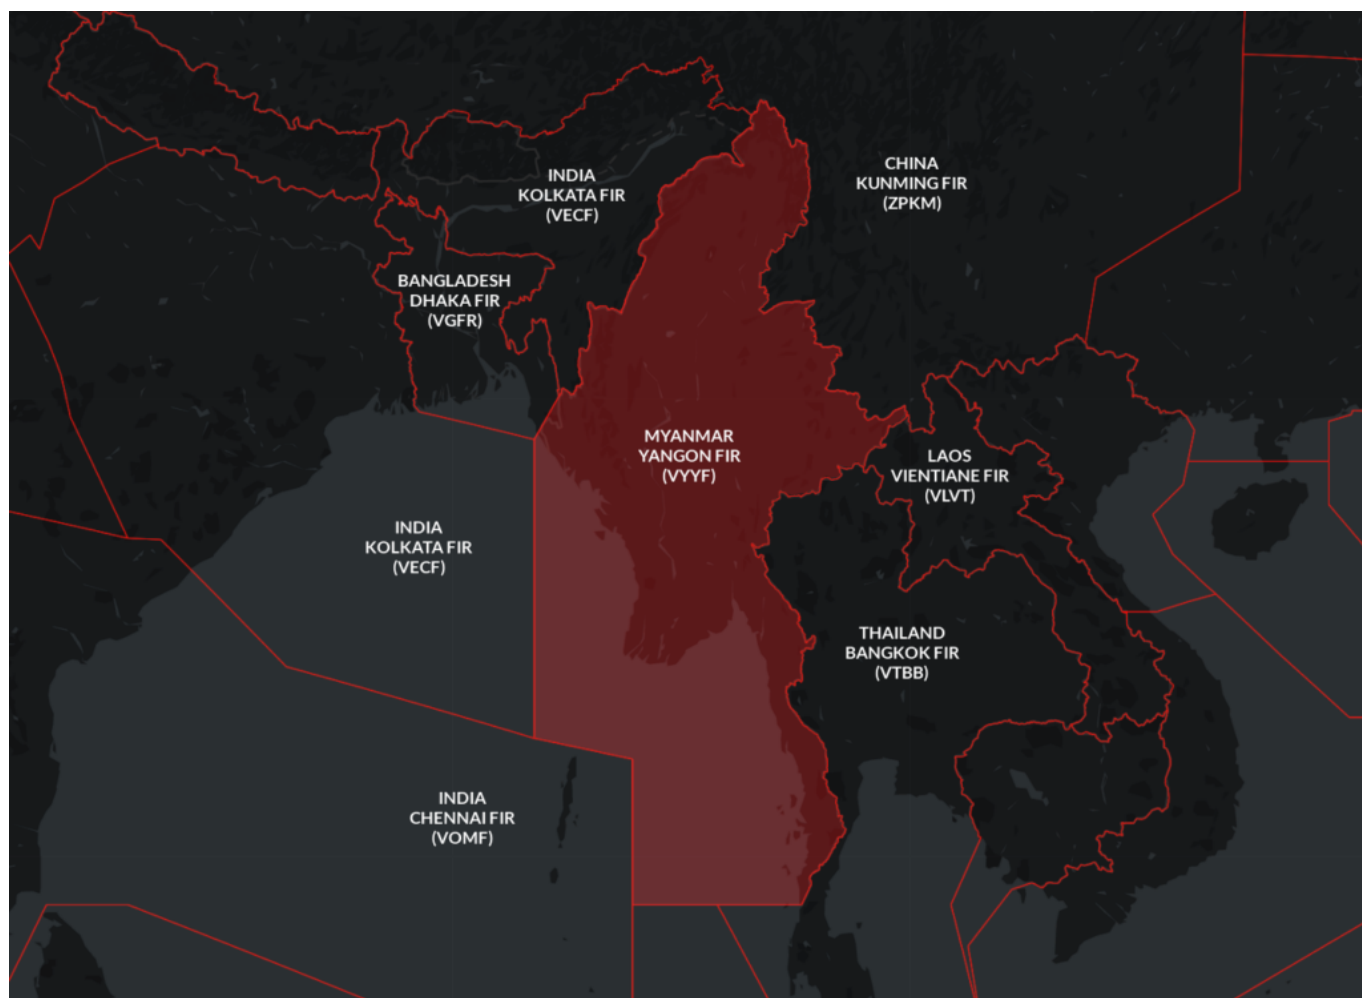 INDIA
KOLKATA FIR
(VECF)
CHINA
KUNMING FIR
(ZPKM)
BANGLADESH
DHAKA FIR
(VGFR)
MYANMAR
YANGON FIR
(VYYF)
LAOS
VIENTIANE FIR
(VLVT)
INDIA
KOLKATA FIR
(VECF)
THAILAND
BANGKOK FIR
(VTBB)
INDIA
CHENNAI FIR
(VOMF)